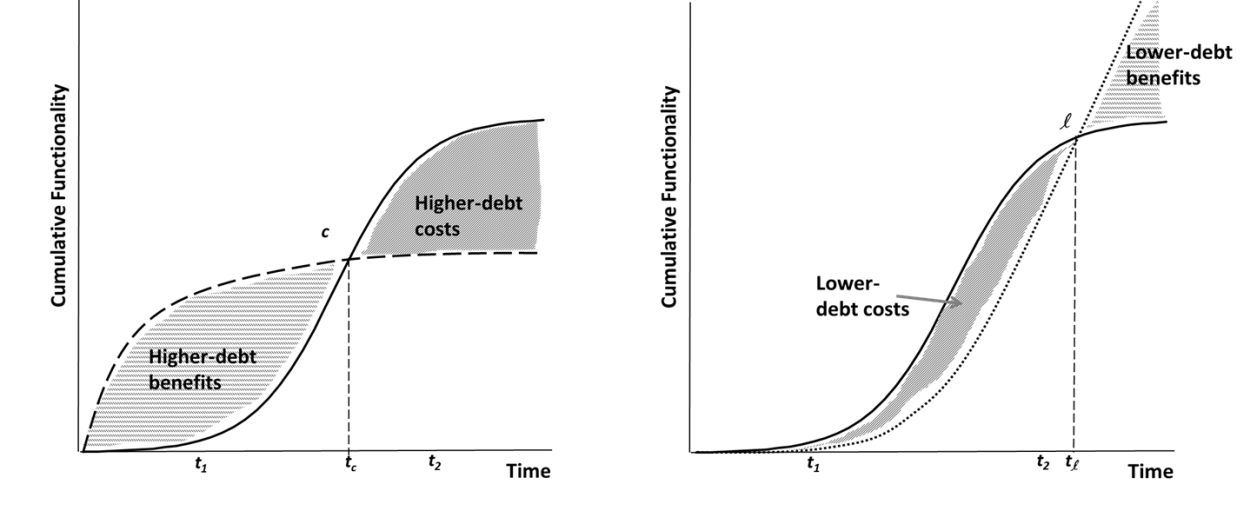 Cumulative Functionality
c
Higher-debt
costs
Higher-debt
benefits
t1
tc
t2
Time
Cumulative Functionality
Lower-debt
benefits
ℓ
Lower-
debt costs
t1
t2
tℓ
Time